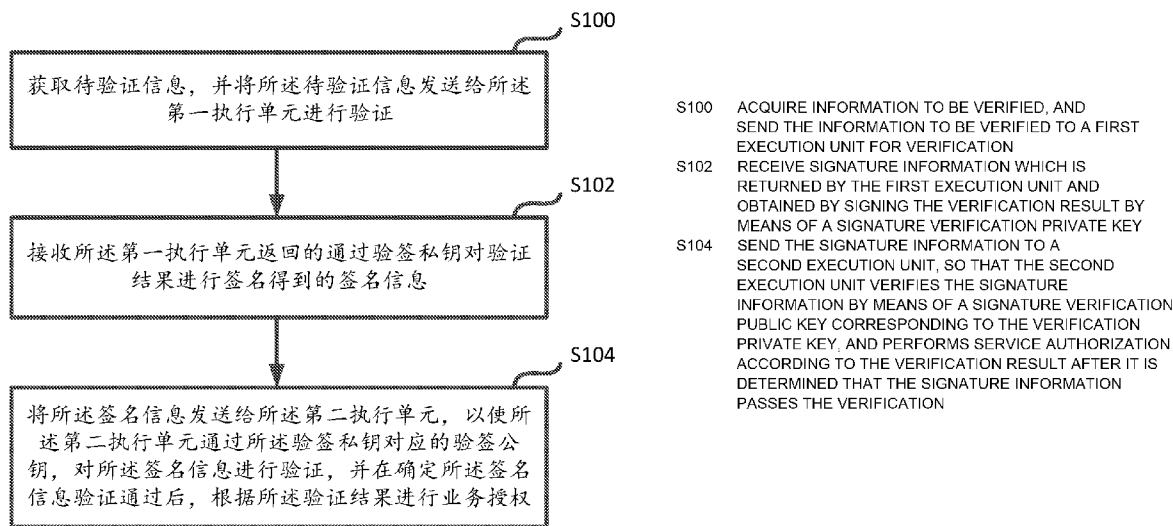 S100
获取待验证信息，并将所述待验证信息发送给所述
第一执行单元进行验证
S102
接收所述第一执行单元返回的通过验签私钥对验证
结果进行签名得到的签名信息
S104
将所述签名信息发送给所述第二执行单元，以使所
述第二执行单元通过所述验签私钥对应的验签公
钥，对所述签名信息进行验证，并在确定所述签名
信息验证通过后，根据所述验证结果进行业务授权
S100 ACQUIRE INFORMATION TO BE VERIFIED, AND
SEND THE INFORMATION TO BE VERIFIED TO A FIRST
EXECUTION UNIT FOR VERIFICATION
S102 RECEIVE SIGNATURE INFORMATION WHICH IS
RETURNED BY THE FIRST EXECUTION UNIT AND
OBTAINED BY SIGNING THE VERIFICATION RESULT BY
MEANS OF A SIGNATURE VERIFICATION PRIVATE KEY
S104 SEND THE SIGNATURE INFORMATION TO A
SECOND EXECUTION UNIT, SO THAT THE SECOND
EXECUTION UNIT VERIFIES THE SIGNATURE
INFORMATION BY MEANS OF A SIGNATURE VERIFICATION
PUBLIC KEY CORRESPONDING TO THE VERIFICATION
PRIVATE KEY, AND PERFORMS SERVICE AUTHORIZATION
ACCORDING TO THE VERIFICATION RESULT AFTER IT IS
DETERMINED THAT THE SIGNATURE INFORMATION
PASSES THE VERIFICATION